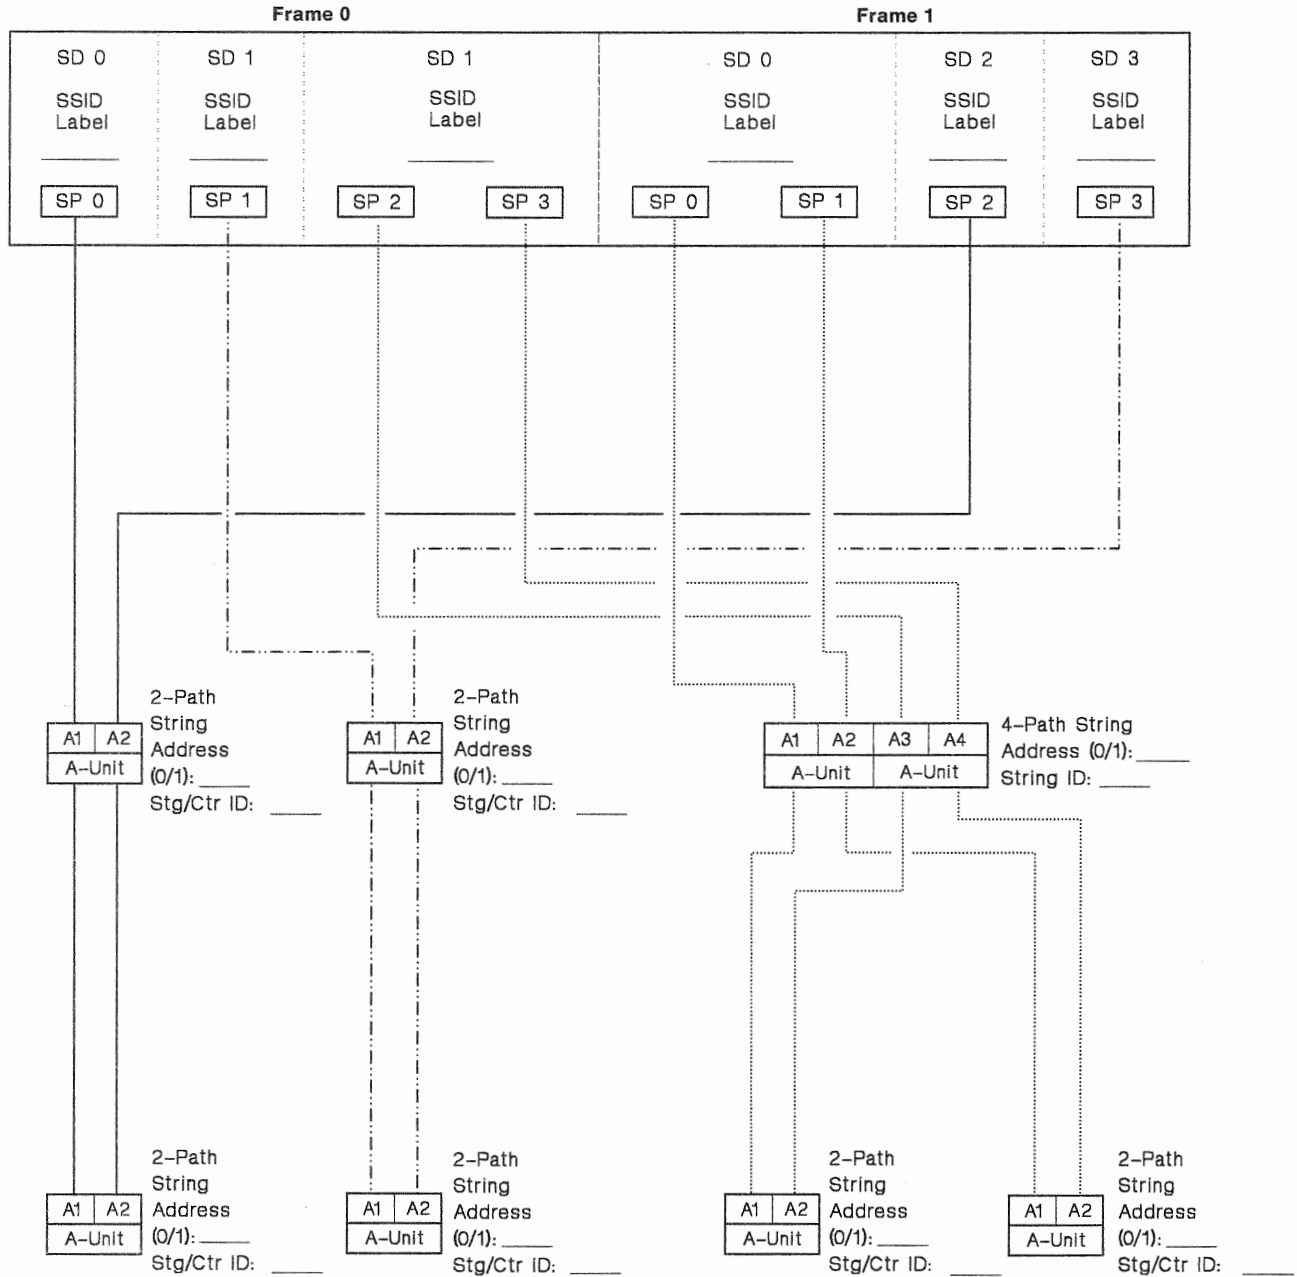 Frame 0
Frame 1
SD 0
SD 1
SD 1
SD 0
SD 2
SD 3
SSID
Label
SSID
Label
SSID
Label
SSID
Label
SSID
Label
SSID
Label
SP 0
SP 1
SP 2
SP 3
SP 0
SP 1
SP 2
SP 3
A1
A2
A-Unit
2-Path
String
Address
(0/1):
Stg/Ctr ID:
A1
A2
A-Unit
2-Path
String
Address
(0/1):
Stg/Ctr ID:
A1
A2
A3
A4
A-Unit
A-Unit
4-Path String
Address (0/1):
String ID:
A1
A2
A-Unit
2-Path
String
Address
(0/1):
Stg/Ctr ID:
A1
A2
A-Unit
2-Path
String
Address
(0/1):
Stg/Ctr ID:
A1
A2
A-Unit
2-Path
String
Address
(0/1):
Stg/Ctr ID:
A1
A2
A-Unit
2-Path
String
Address
(0/1):
Stg/Ctr ID: